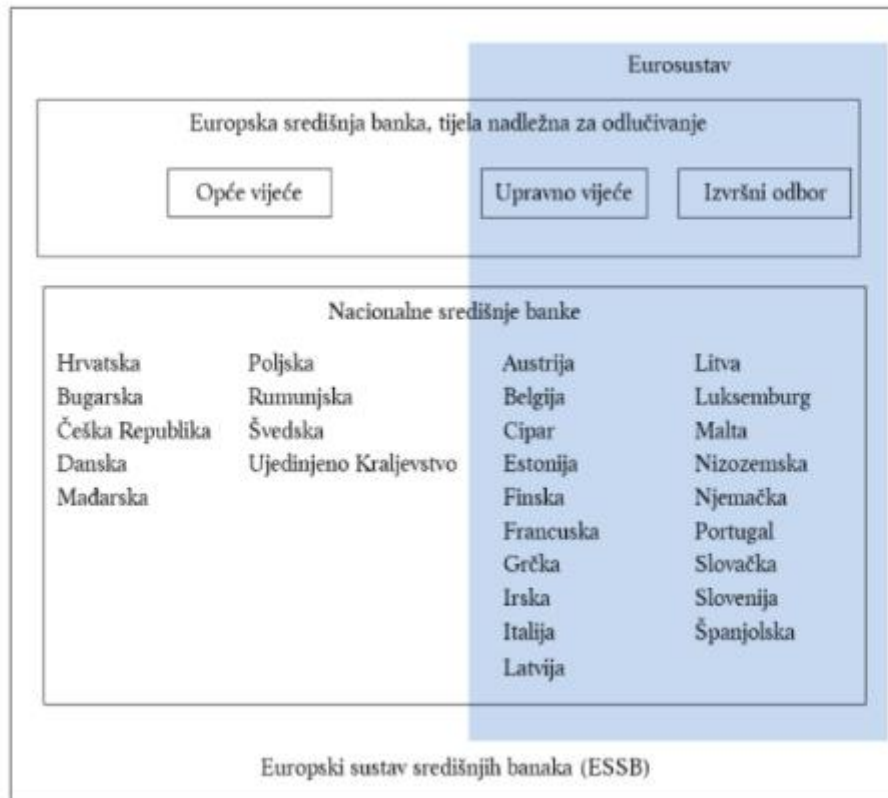 Eurosustav
Europska središnja banka, tijela nadležna za odlučivanje
Opće vijeće
Upravno vijeće
Izvršni odbor
Nacionalne središnje banke
Hrvatska
Bugarska
Češka Republika
Danska
Mađarska
Poljska
Rumunjska
Švedska
Ujedinjeno Kraljevstvo
Austrija
Belgija
Cipar
Estonija
Finska
Francuska
Grčka
Irska
Italija
Latvija
Litva
Luksemburg
Malta
Nizozemska
Njemačka
Portugal
Slovačka
Slovenija
Španjolska
Europski sustav središnjih banaka (ESSB)